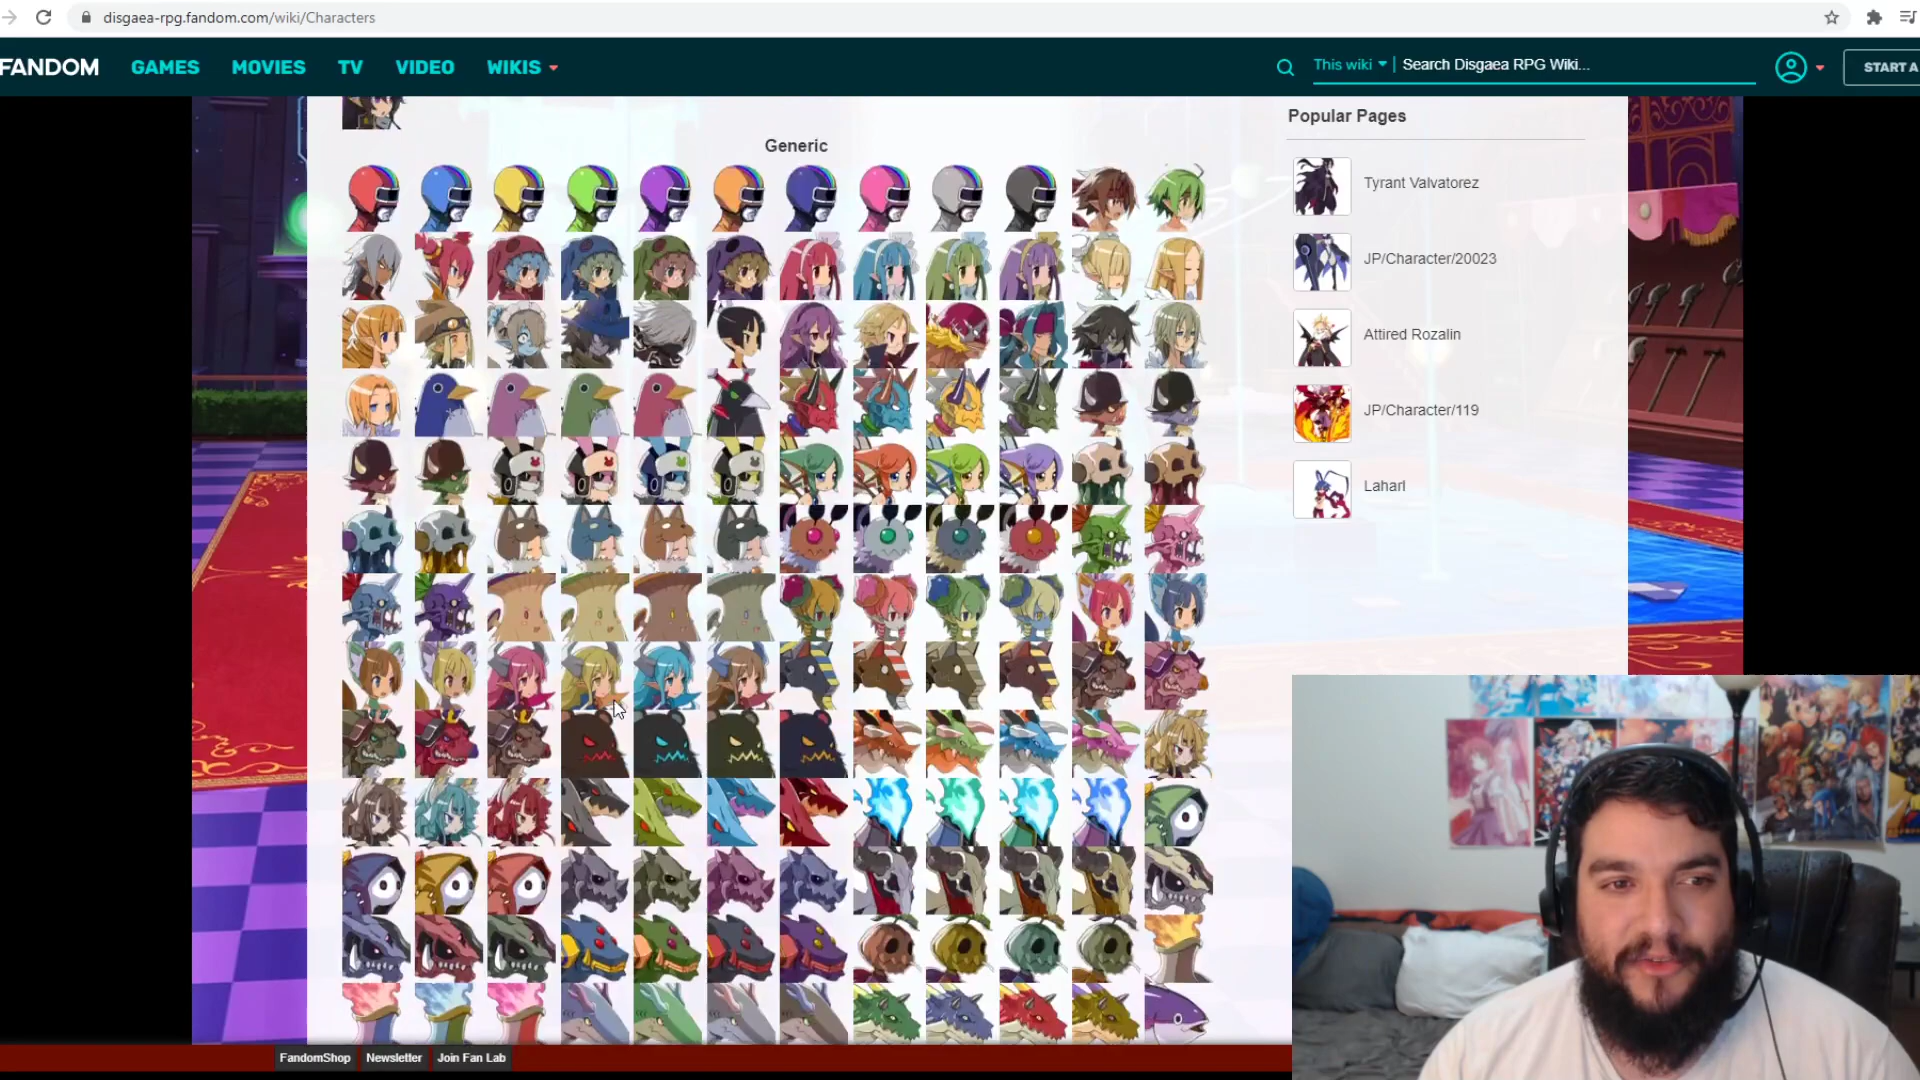 disgaea-rpg.fandom.com/wiki/Characters
FANDOM
GAMES
MOVIES
TV
VIDEO
WIKIS
This wiki
Search Disgaea RPG Wiki...
START A
Generic
Popular Pages
Tyrant Valvatorez
JP/Character/20023
Attired Rozalin
JP/Character/119
Laharl
FandomShop
Newsletter
Join Fan Lab